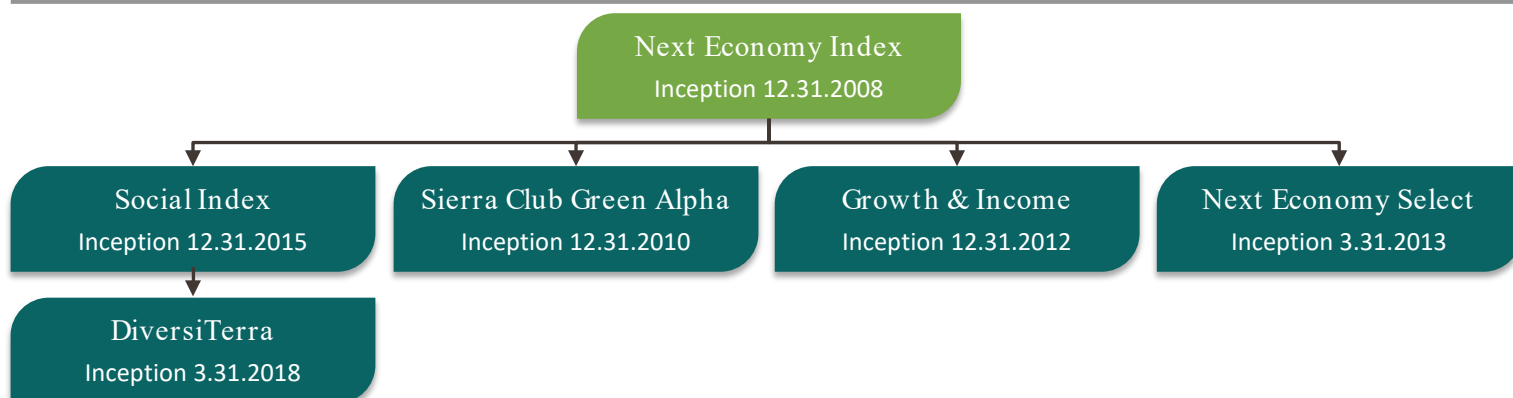 Next Economy Index
Inception 12.31.2008
Social Index
Inception 12.31.2015
Sierra Club Green Alpha
Inception 12.31.2010
Growth & Income
Inception 12.31.2012
Next Economy Select
Inception 3.31.2013
DiversiTerra
Inception 3.31.2018